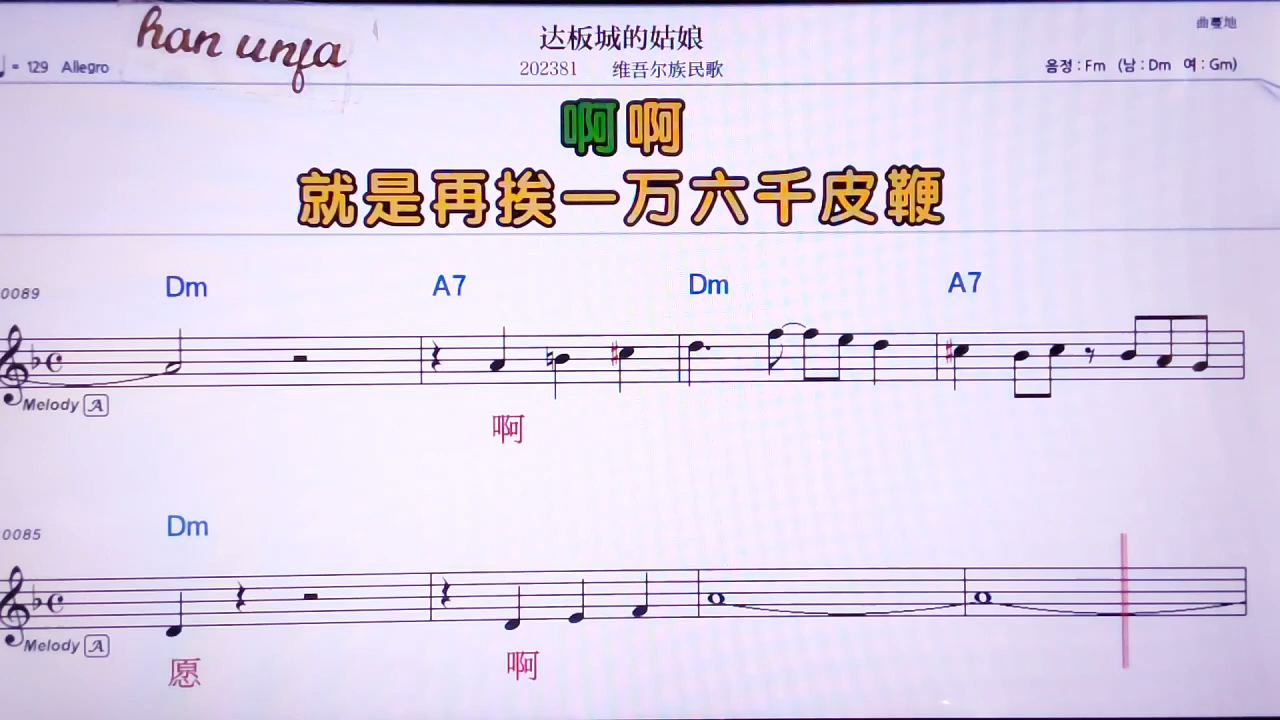 han unfa
达板城的姑娘
曲蔓地
= 129 Allegro
202381 维吾尔族民歌
음정 : Fm (남 : Dm 여 : Gm)
啊啊
就是再挨一万六千皮鞭
0089 Dm A7 Dm A7
Melody A
啊
0085 Dm
Melody A
愿 啊